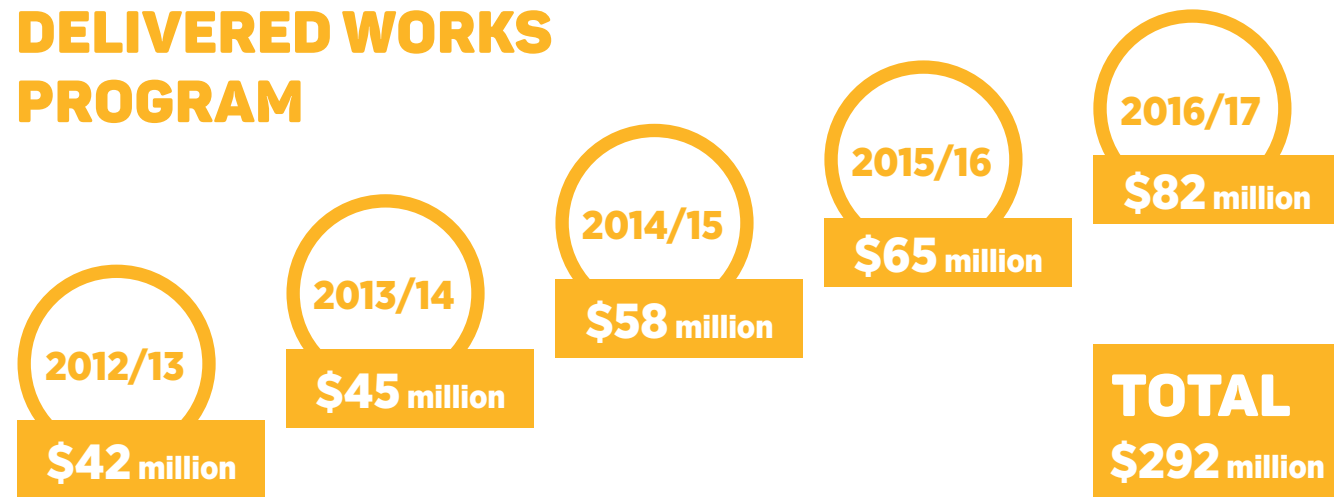 DELIVERED WORKS
PROGRAM
2012/13
$42 million
2013/14
$45 million
2014/15
$58 million
2015/16
$65 million
2016/17
$82 million
TOTAL
$292 million